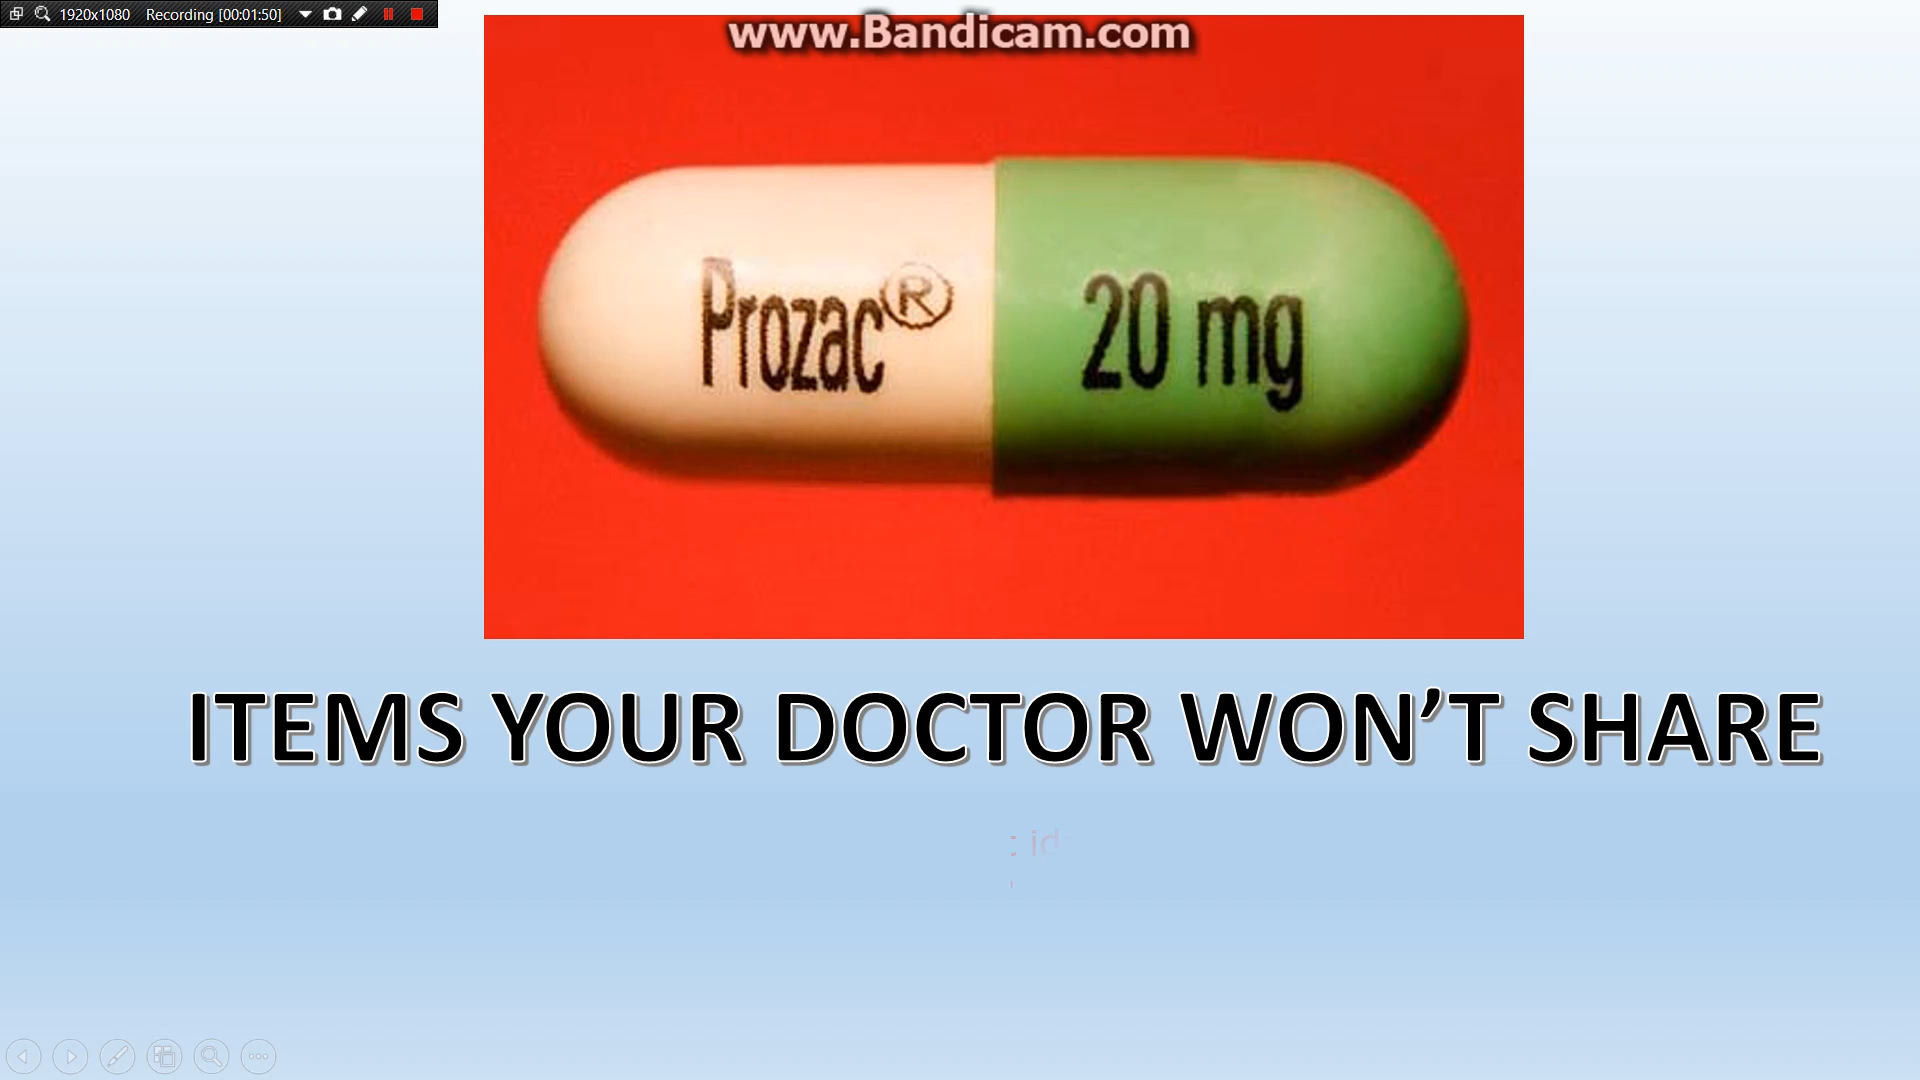 1920x1080 Recording [00:01:50]
www.Bandicam.com
Prozac® 20 mg
ITEMS YOUR DOCTOR WON’T SHARE